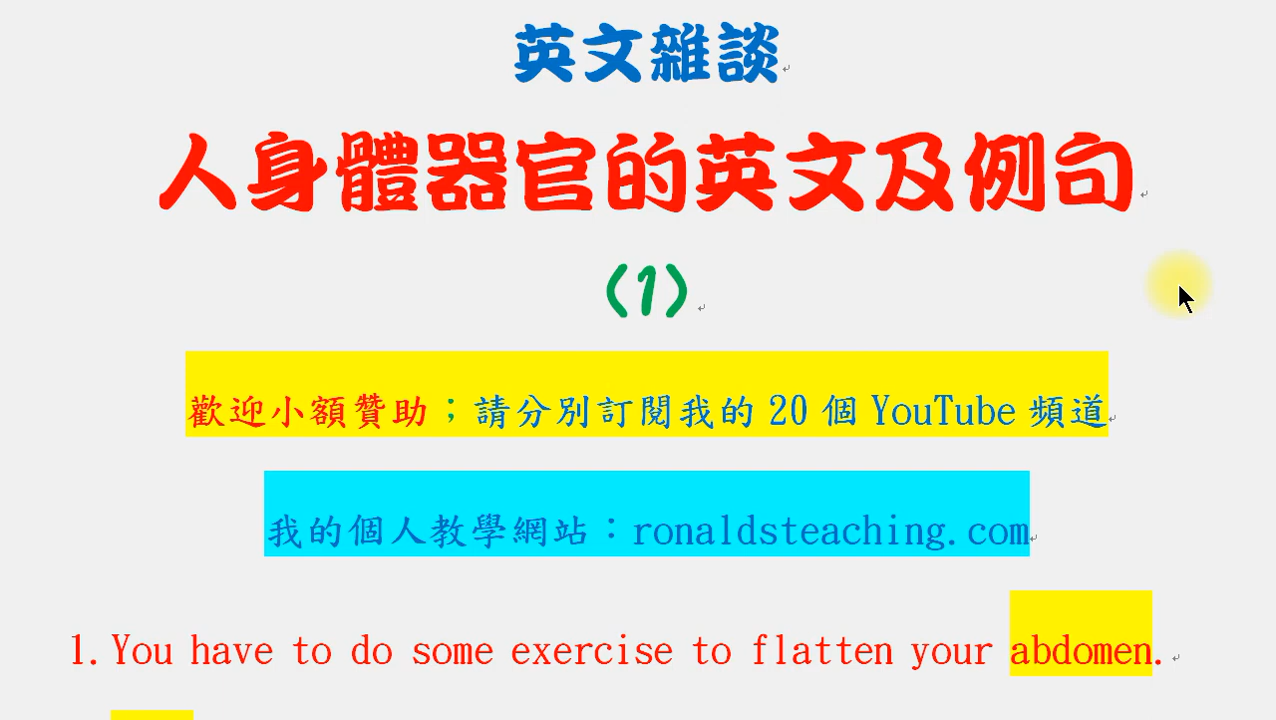 英文雜談
人身體器官的英文及例句
(1)
歡迎小額贊助；請分別訂閱我的 20 個 YouTube 頻道
我的個人教學網站：ronaldsteaching.com
1. You have to do some exercise to flatten your abdomen.